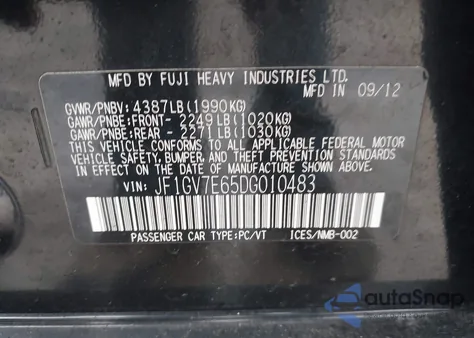 MFD BY FUJI HEAVY INDUSTRIES LTD.
09/12
GVWR/PNBV: 4387LB(1990KG)
GAWR/PNBE:FRONT- 2249LB(1020KG)
GAWR/PNBE:REAR - 2271LB(1030KG)
THIS VEHICLE CONFORMS TO ALL APPLICABLE FEDERAL MOTOR
VEHICLE SAFETY, BUMPER, AND THEFT PREVENTION STANDARDS
IN EFFECT ON THE DATE OF MANUFACTURE SHOWN ABOVE.
VIN: JF1GV7E65DG010483
PASSENGER CAR TYPE:PC/VT ICES/NMB-002
autoSnap